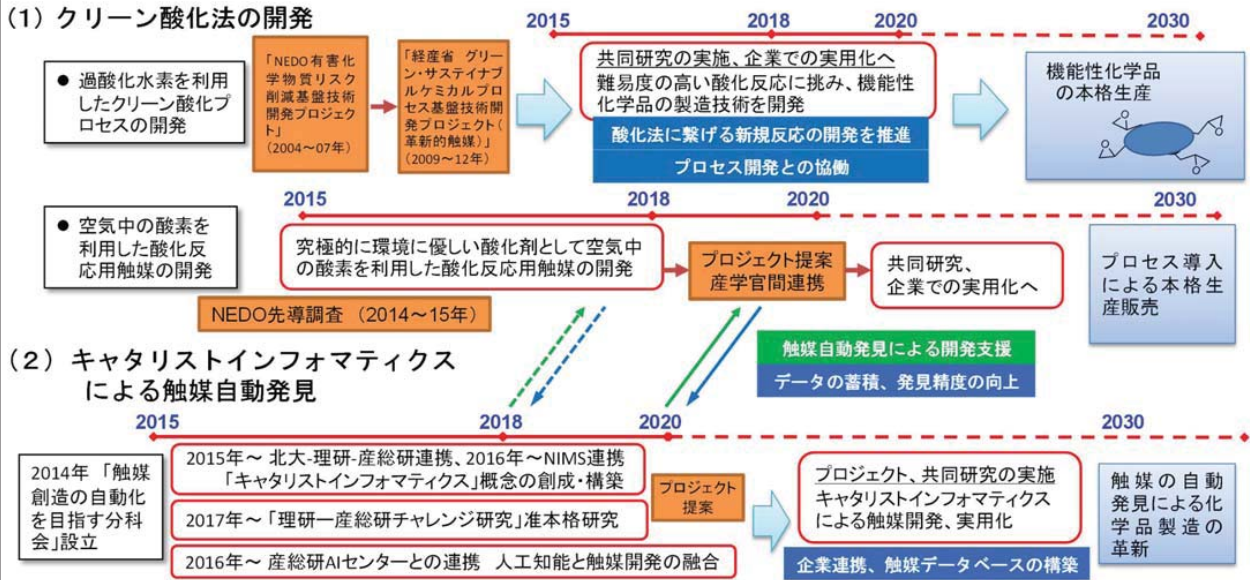 (1) クリーン酸化法の開発
2015
2018
2020
2030
● 過酸化水素を利用
したクリーン酸化プ
ロセスの開発
「NEDO有害化
学物質リスク
削減基盤技術
開発プロジェク
ト」
(2004～07年)
「経産省 グリ
ーン・サステイナブ
ルケミカルプロ
セス基盤技術開
発プロジェクト(
革新的触媒)」
(2009～12年)
共同研究の実施、企業での実用化へ
難易度の高い酸化反応に挑み、機能性
化学品の製造技術を開発
酸化法に繋げる新規反応の開発を推進
プロセス開発との協働
機能性化学品
の本格生産
2015
2018
2020
2030
● 空気中の酸素を
利用した酸化反
応用触媒の開発
究極的に環境に優しい酸化剤として空気中
の酸素を利用した酸化反応用触媒の開発
NEDO先導調査 (2014～15年)
プロジェクト提案
産学官間連携
共同研究、
企業での実用化へ
プロセス導入
による本格生
産販売
触媒自動発見による開発支援
データの蓄積、発見精度の向上
(2) キャタリストインフォマティクス
による触媒自動発見
2015
2018
2020
2030
2014年 「触媒
創造の自動化
を目指す分科
会」設立
2015年～ 北大-理研-産総研連携、2016年～NIMS連携
「キャタリストインフォマティクス」概念の創成・構築
2017年～「理研ー産総研チャレンジ研究」准本格研究
2016年～ 産総研AIセンターとの連携 人工知能と触媒開発の融合
プロジェクト
提案
プロジェクト、共同研究の実施
キャタリストインフォマティクス
による触媒開発、実用化
企業連携、触媒データベースの構築
触媒の自動
発見による化
学品製造の
革新